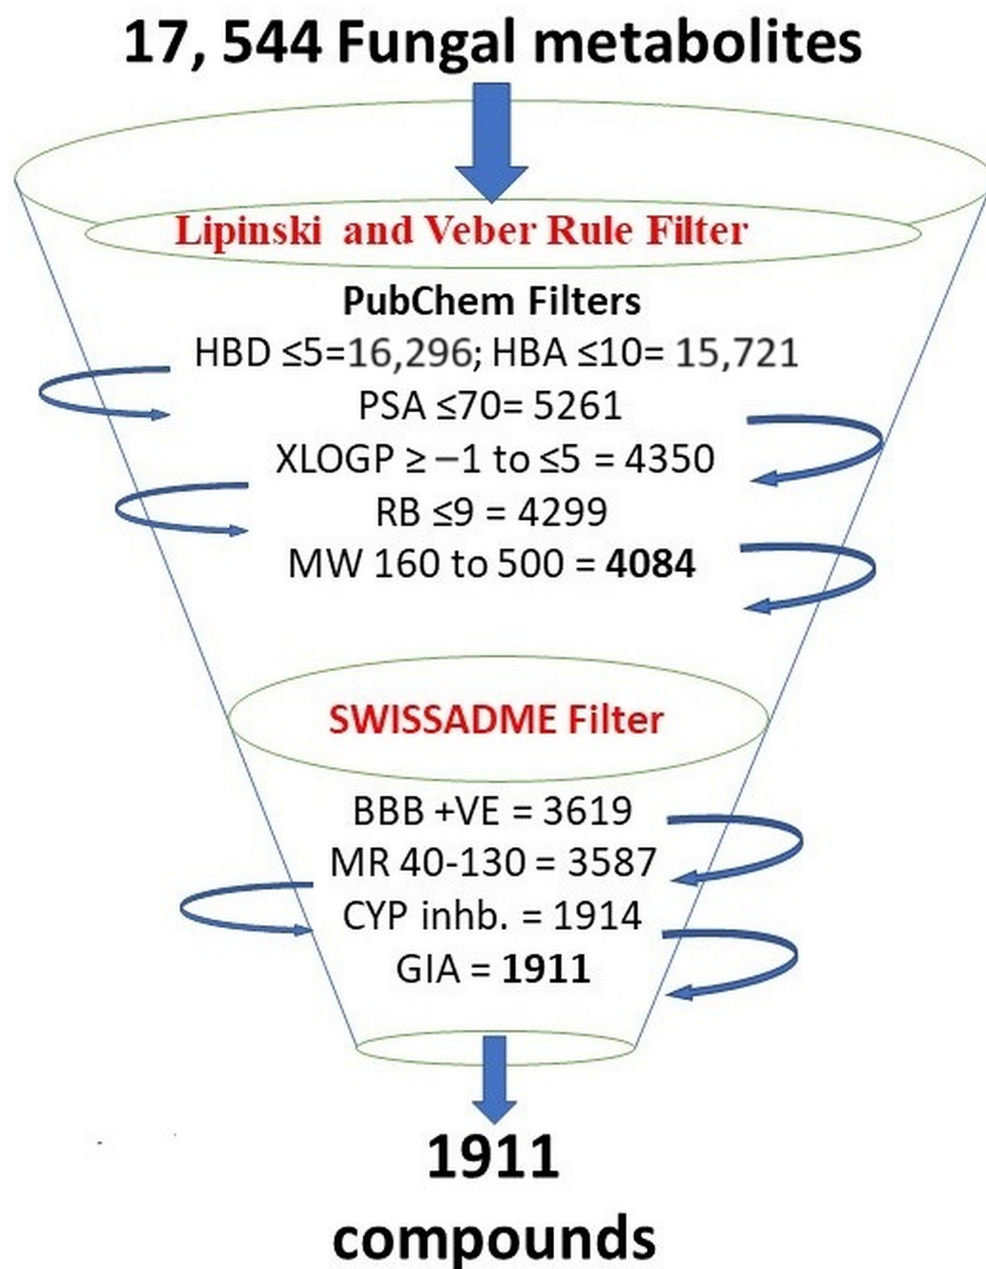 17, 544 Fungal metabolites
Lipinski and Veber Rule Filter
PubChem Filters
HBD ≤5=16,296; HBA ≤10= 15,721
PSA ≤70= 5261
XLOGP ≥ −1 to ≤5 = 4350
RB ≤9 = 4299
MW 160 to 500 = 4084
SWISSADME Filter
BBB +VE = 3619
MR 40-130 = 3587
CYP inhb. = 1914
GIA = 1911
1911
compounds